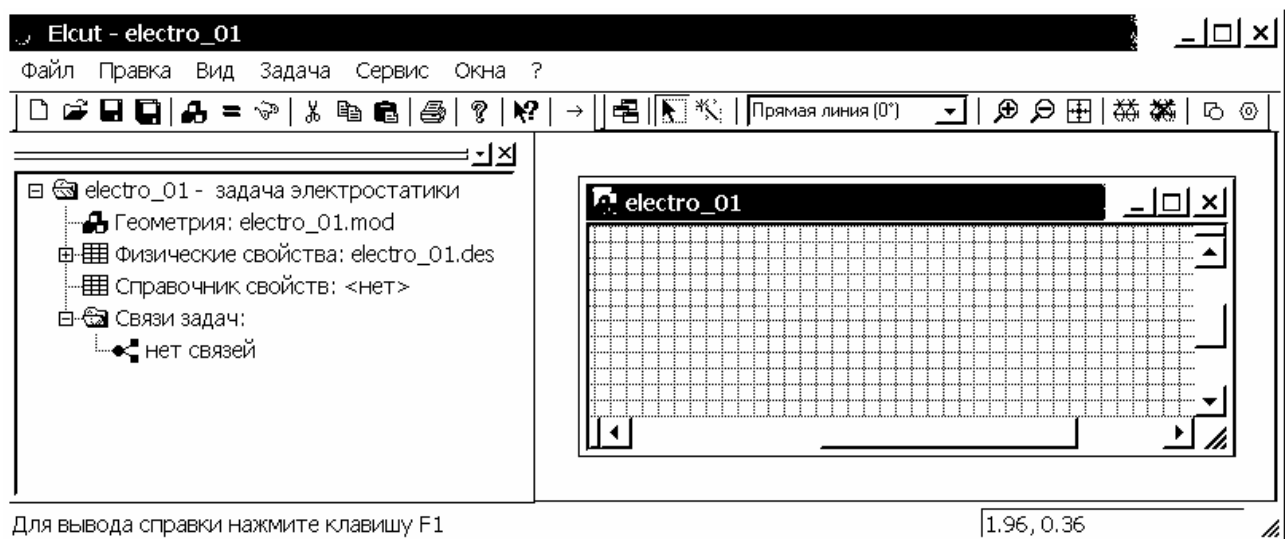 Elcut - electro_01
Файл Правка Вид Задача Сервис Окна ?
Прямая линия (0°)
electro_01 - задача электростатики
Геометрия: electro_01.mod
Физические свойства: electro_01.des
Справочник свойств: <нет>
Связи задач:
нет связей
electro_01
Для вывода справки нажмите клавишу F1
1.96, 0.36